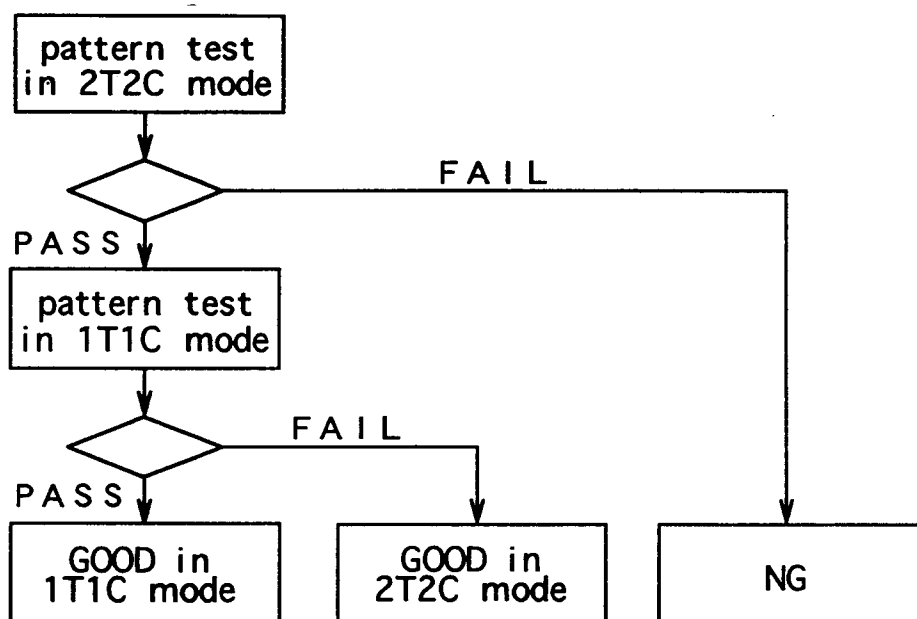 pattern test
in 2T2C mode
FAIL
PASS
pattern test
in 1T1C mode
FAIL
PASS
GOOD in
1T1C mode
GOOD in
2T2C mode
NG